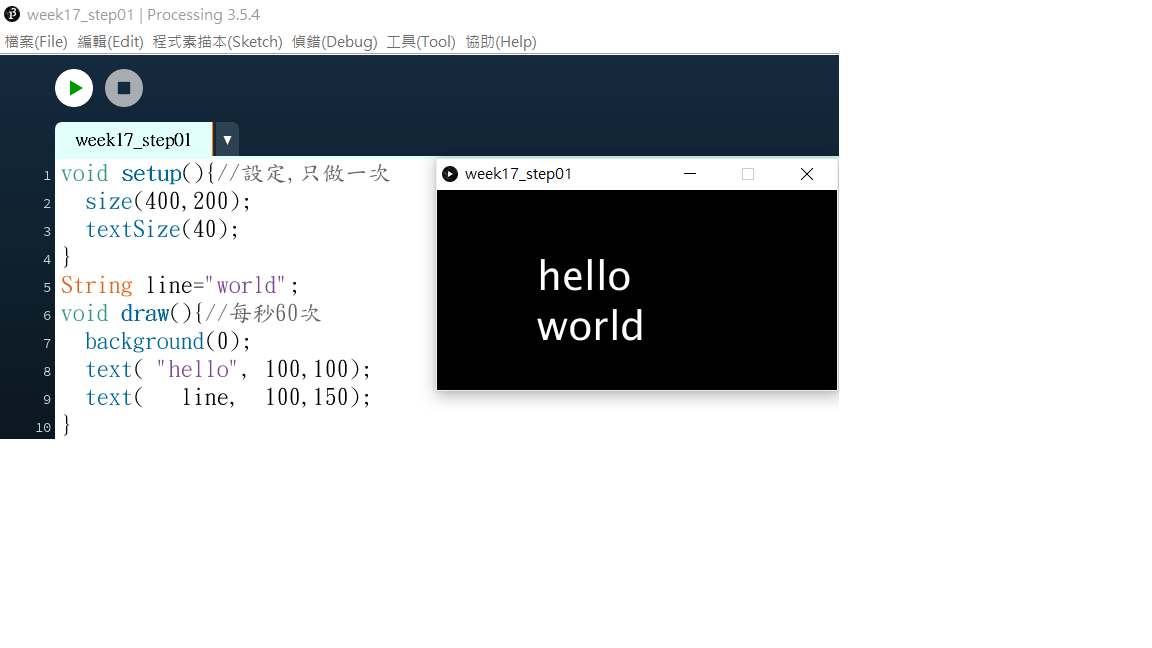 week17_step01 | Processing 3.5.4
檔案(File) 編輯(Edit) 程式素描本(Sketch) 偵錯(Debug) 工具(Tool) 協助(Help)
week17_step01 ▼
1 void setup(){//設定,只做一次
2   size(400,200);
3   textSize(40);
4 }
5 String line="world";
6 void draw(){//每秒60次
7   background(0);
8   text( "hello", 100,100);
9   text(   line,  100,150);
10 }
week17_step01
hello
world